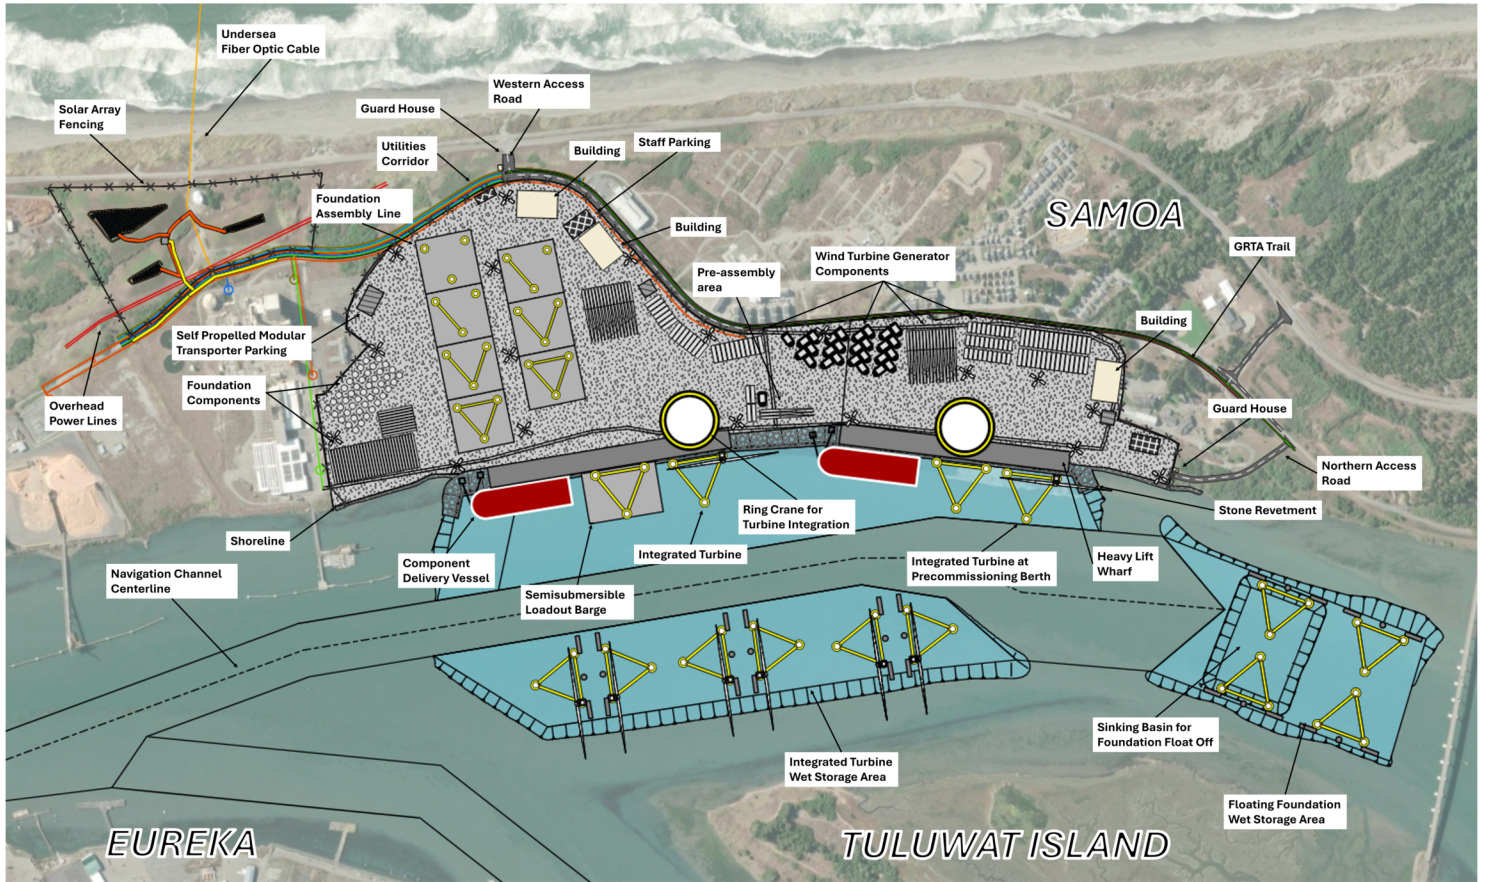 Undersea
Fiber Optic Cable
Western Access
Road
Solar Array
Fencing
Guard House
Utilities
Corridor
Building
Staff Parking
Foundation
Assembly Line
SAMOA
Building
GRTA Trail
Wind Turbine Generator
Components
Pre-assembly
area
Building
Self Propelled Modular
Transporter Parking
Foundation
Components
Overhead
Power Lines
Guard House
Northern Access
Road
Stone Revetment
Ring Crane for
Turbine Integration
Shoreline
Integrated Turbine
Component
Delivery Vessel
Integrated Turbine at
Precommissioning Berth
Heavy Lift
Wharf
Navigation Channel
Centerline
Semisubmersible
Loadout Barge
Sinking Basin for
Foundation Float Off
Integrated Turbine
Wet Storage Area
Floating Foundation
Wet Storage Area
EUREKA
TULUWAT ISLAND